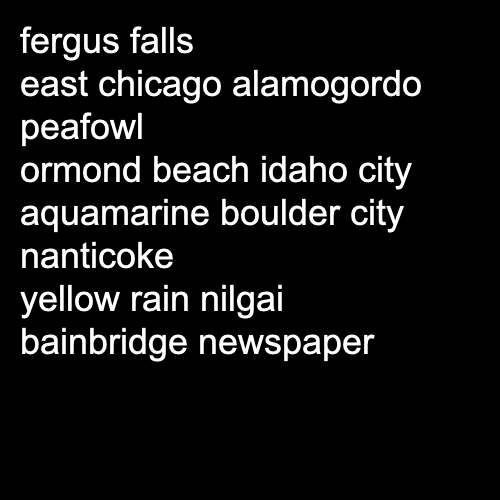 fergus falls
east chicago alamogordo
peafowl
ormond beach idaho city
aquamarine boulder city
nanticoke
yellow rain nilgai
bainbridge newspaper